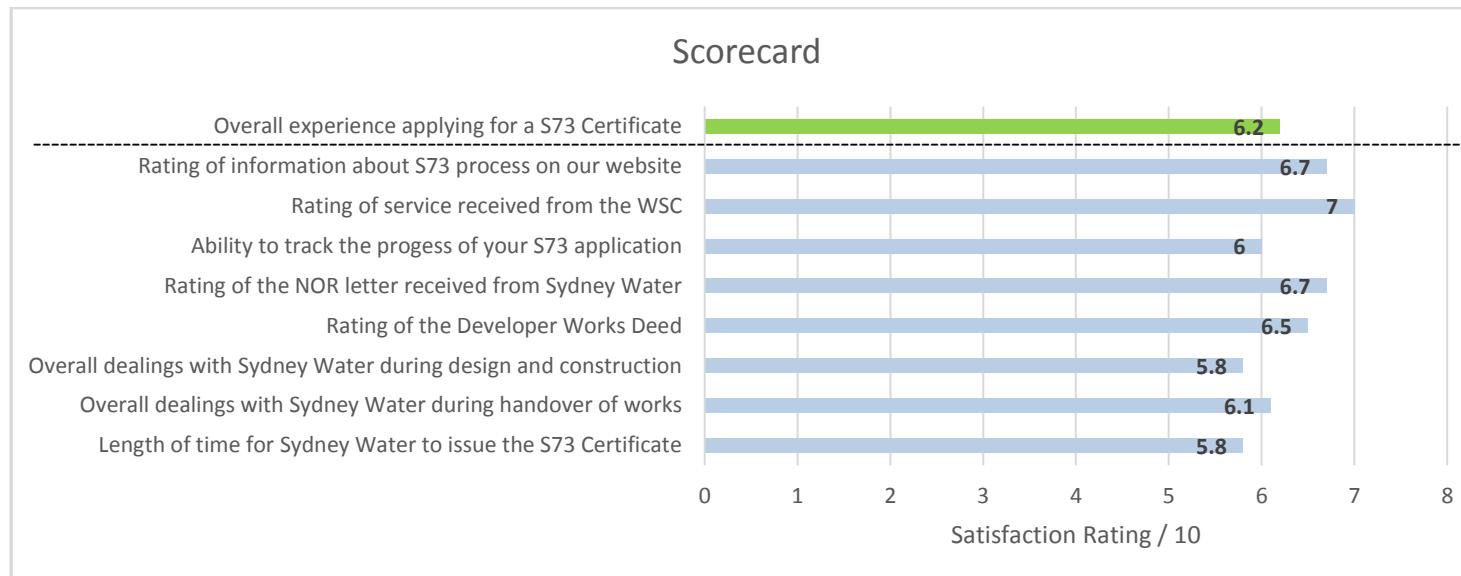 Scorecard
Overall experience applying for a S73 Certificate 6.2
Rating of information about S73 process on our website 6.7
Rating of service received from the WSC 7
Ability to track the progess of your S73 application 6
Rating of the NOR letter received from Sydney Water 6.7
Rating of the Developer Works Deed 6.5
Overall dealings with Sydney Water during design and construction 5.8
Overall dealings with Sydney Water during handover of works 6.1
Length of time for Sydney Water to issue the S73 Certificate 5.8
0 1 2 3 4 5 6 7 8
Satisfaction Rating / 10